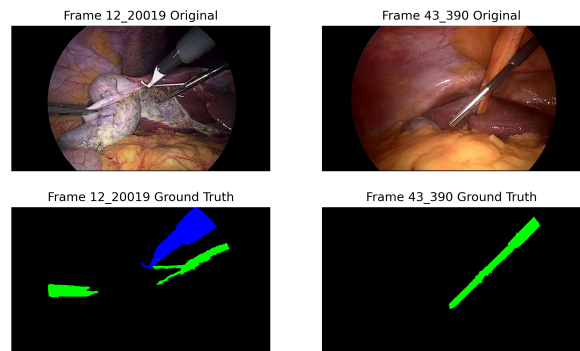 Frame 12_20019 Original
Frame 43_390 Original
Frame 12_20019 Ground Truth
Frame 43_390 Ground Truth